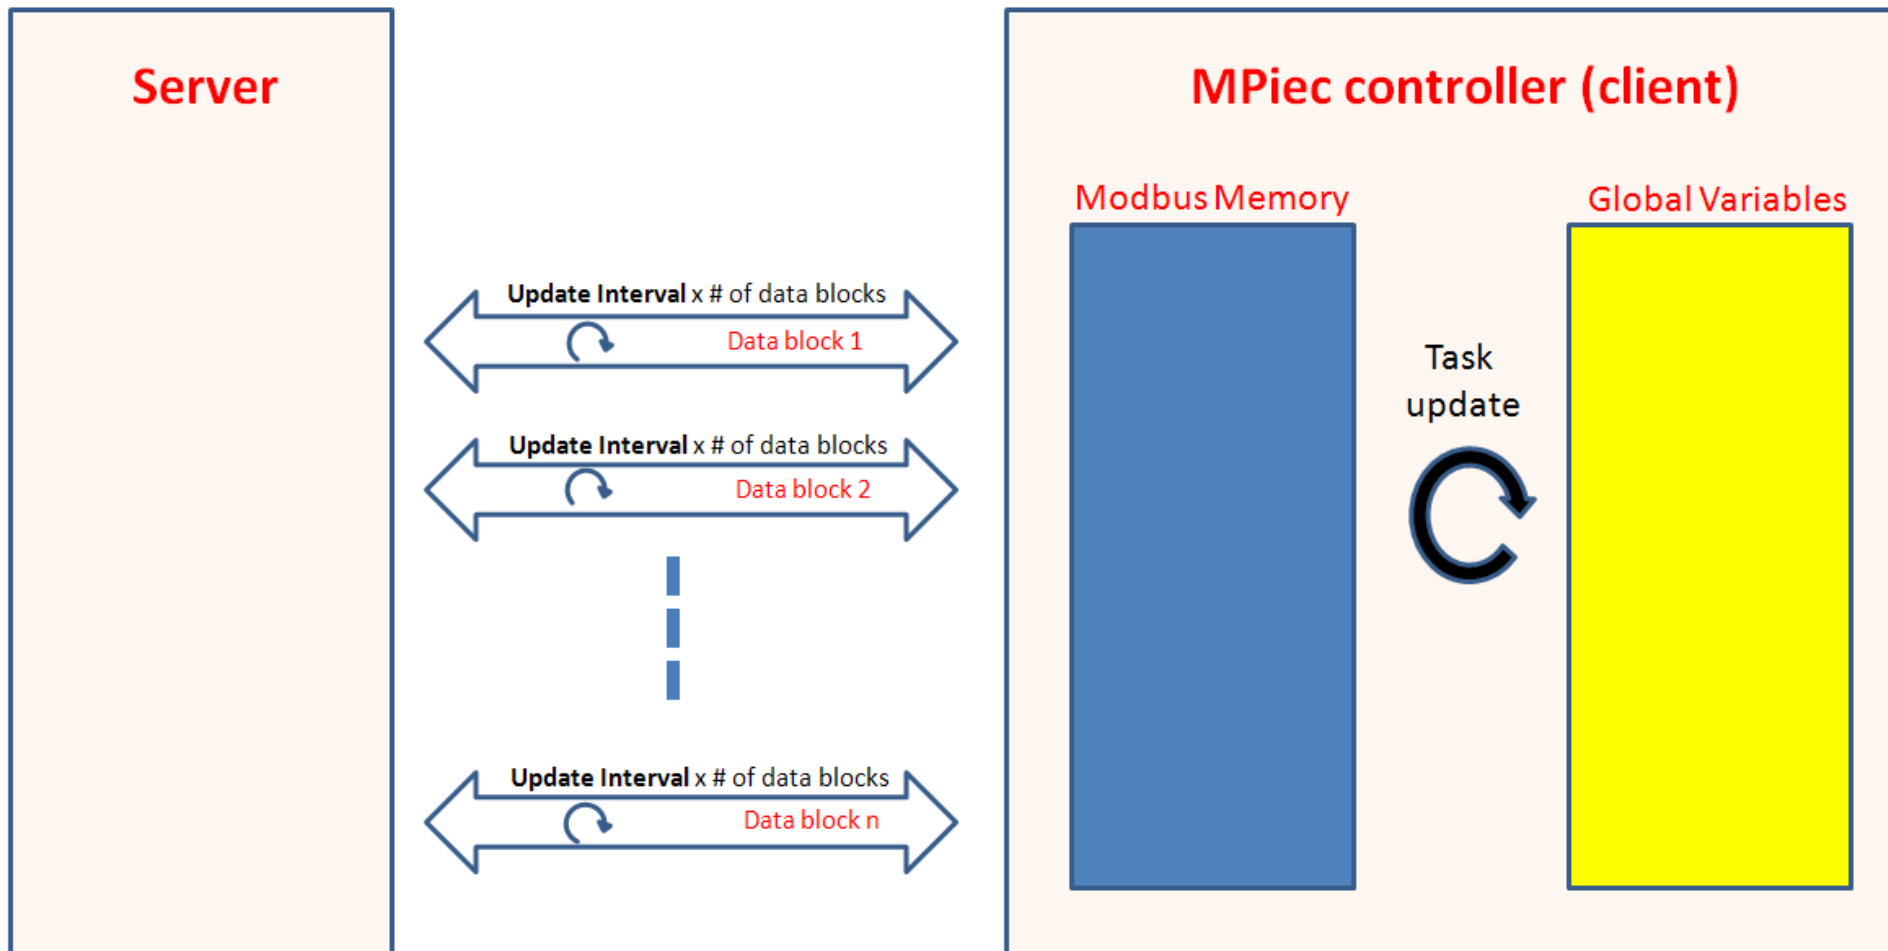 Server
MPiec controller (client)
Modbus Memory
Global Variables
Update Interval x # of data blocks
Data block 1
Update Interval x # of data blocks
Data block 2
Update Interval x # of data blocks
Data block n
Task
update